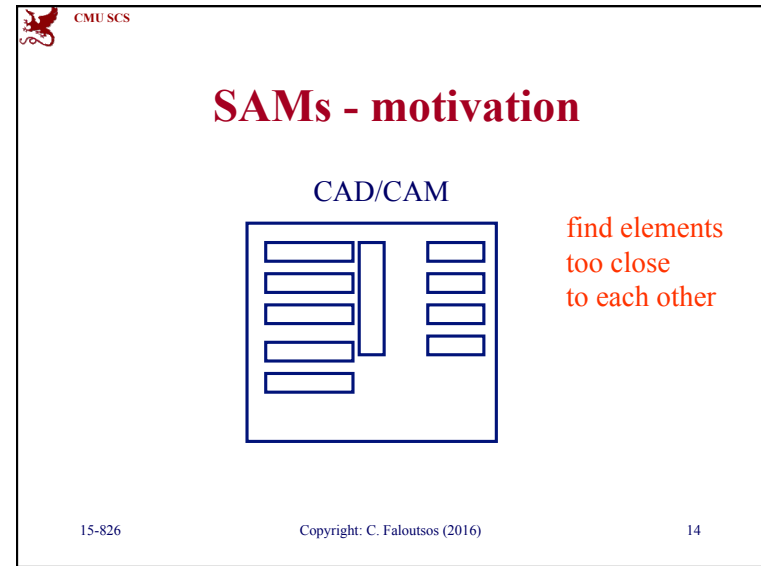 CMU SCS
SAMs - motivation
CAD/CAM
find elements
too close
to each other
15-826
Copyright: C. Faloutsos (2016)
14